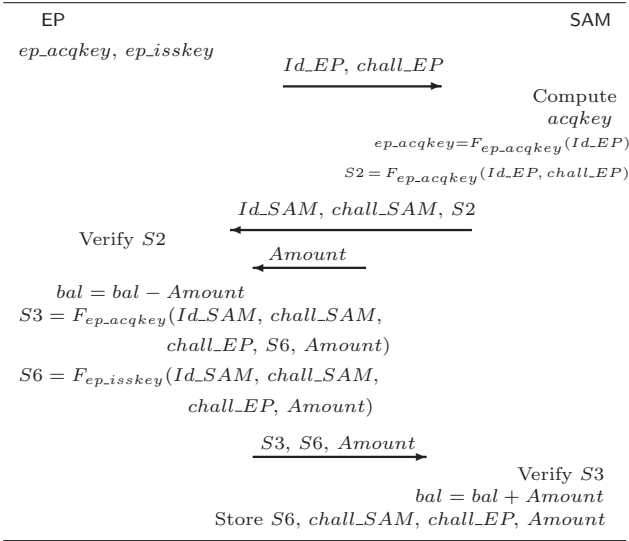 EP SAM
ep_acqkey, ep_isskey
Id_EP, chall_EP
Compute
acqkey
ep_acqkey=F_ep_acqkey(Id_EP)
S2 = F_ep_acqkey(Id_EP, chall_EP)
Id_SAM, chall_SAM, S2
Verify S2
Amount
bal = bal − Amount
S3 = F_ep_acqkey(Id_SAM, chall_SAM,
chall_EP, S6, Amount)
S6 = F_ep_isskey(Id_SAM, chall_SAM,
chall_EP, Amount)
S3, S6, Amount
Verify S3
bal = bal + Amount
Store S6, chall_SAM, chall_EP, Amount